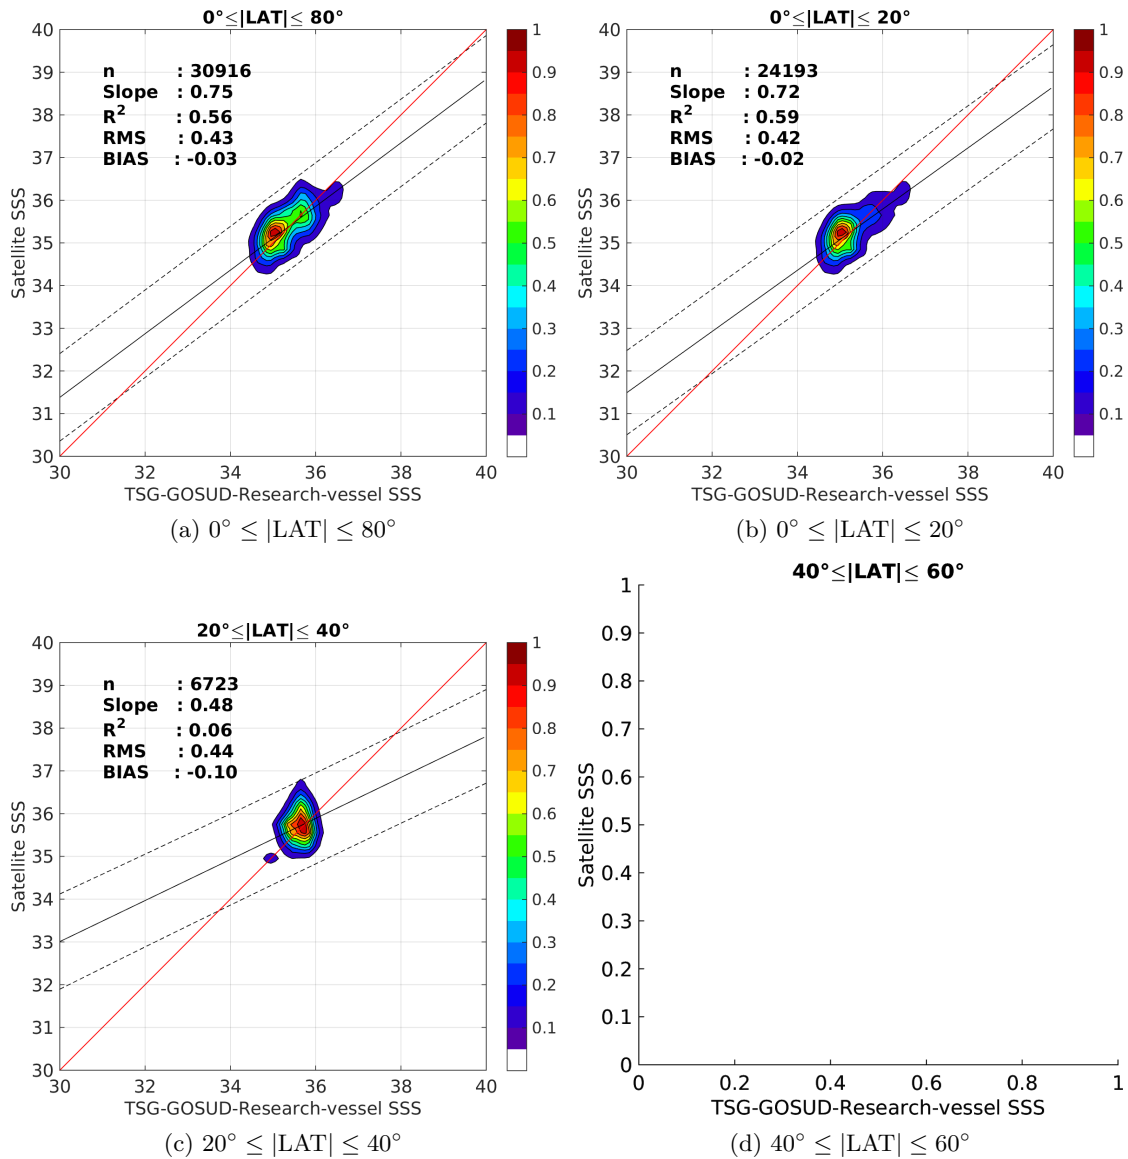 0°≤|LAT|≤ 80°
40
39
38
37
36
35
34
33
32
31
30
n : 30916
Slope : 0.75
R2 : 0.56
RMS : 0.43
BIAS : -0.03
Satellite SSS
30 32 34 36 38 40
TSG-GOSUD-Research-vessel SSS
1
0.9
0.8
0.7
0.6
0.5
0.4
0.3
0.2
0.1
(a) 0° ≤ |LAT| ≤ 80°
0°≤|LAT|≤ 20°
40
39
38
37
36
35
34
33
32
31
30
n : 24193
Slope : 0.72
R2 : 0.59
RMS : 0.42
BIAS : -0.02
Satellite SSS
30 32 34 36 38 40
TSG-GOSUD-Research-vessel SSS
1
0.9
0.8
0.7
0.6
0.5
0.4
0.3
0.2
0.1
(b) 0° ≤ |LAT| ≤ 20°
20°≤|LAT|≤ 40°
40
39
38
37
36
35
34
33
32
31
30
n : 6723
Slope : 0.48
R2 : 0.06
RMS : 0.44
BIAS : -0.10
Satellite SSS
30 32 34 36 38 40
TSG-GOSUD-Research-vessel SSS
1
0.9
0.8
0.7
0.6
0.5
0.4
0.3
0.2
0.1
(c) 20° ≤ |LAT| ≤ 40°
40°≤|LAT|≤ 60°
1
0.9
0.8
0.7
0.6
0.5
0.4
0.3
0.2
0.1
0
Satellite SSS
0 0.2 0.4 0.6 0.8 1
TSG-GOSUD-Research-vessel SSS
(d) 40° ≤ |LAT| ≤ 60°